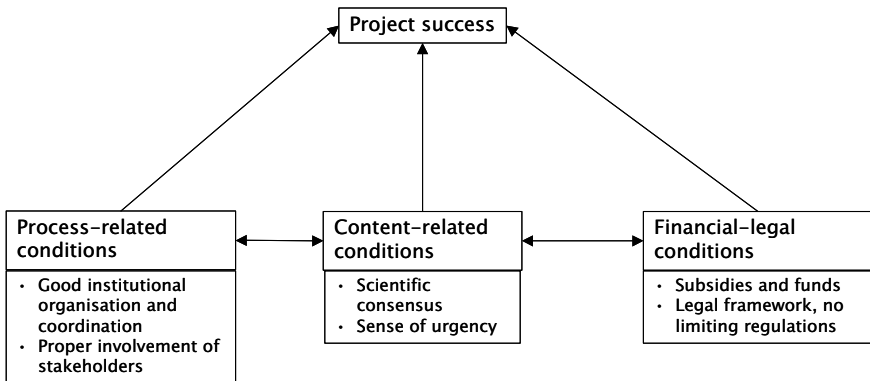 Project success
Process-related
conditions
• Good institutional
organisation and
coordination
• Proper involvement of
stakeholders
Content-related
conditions
• Scientific
consensus
• Sense of urgency
Financial-legal
conditions
• Subsidies and funds
• Legal framework, no
limiting regulations